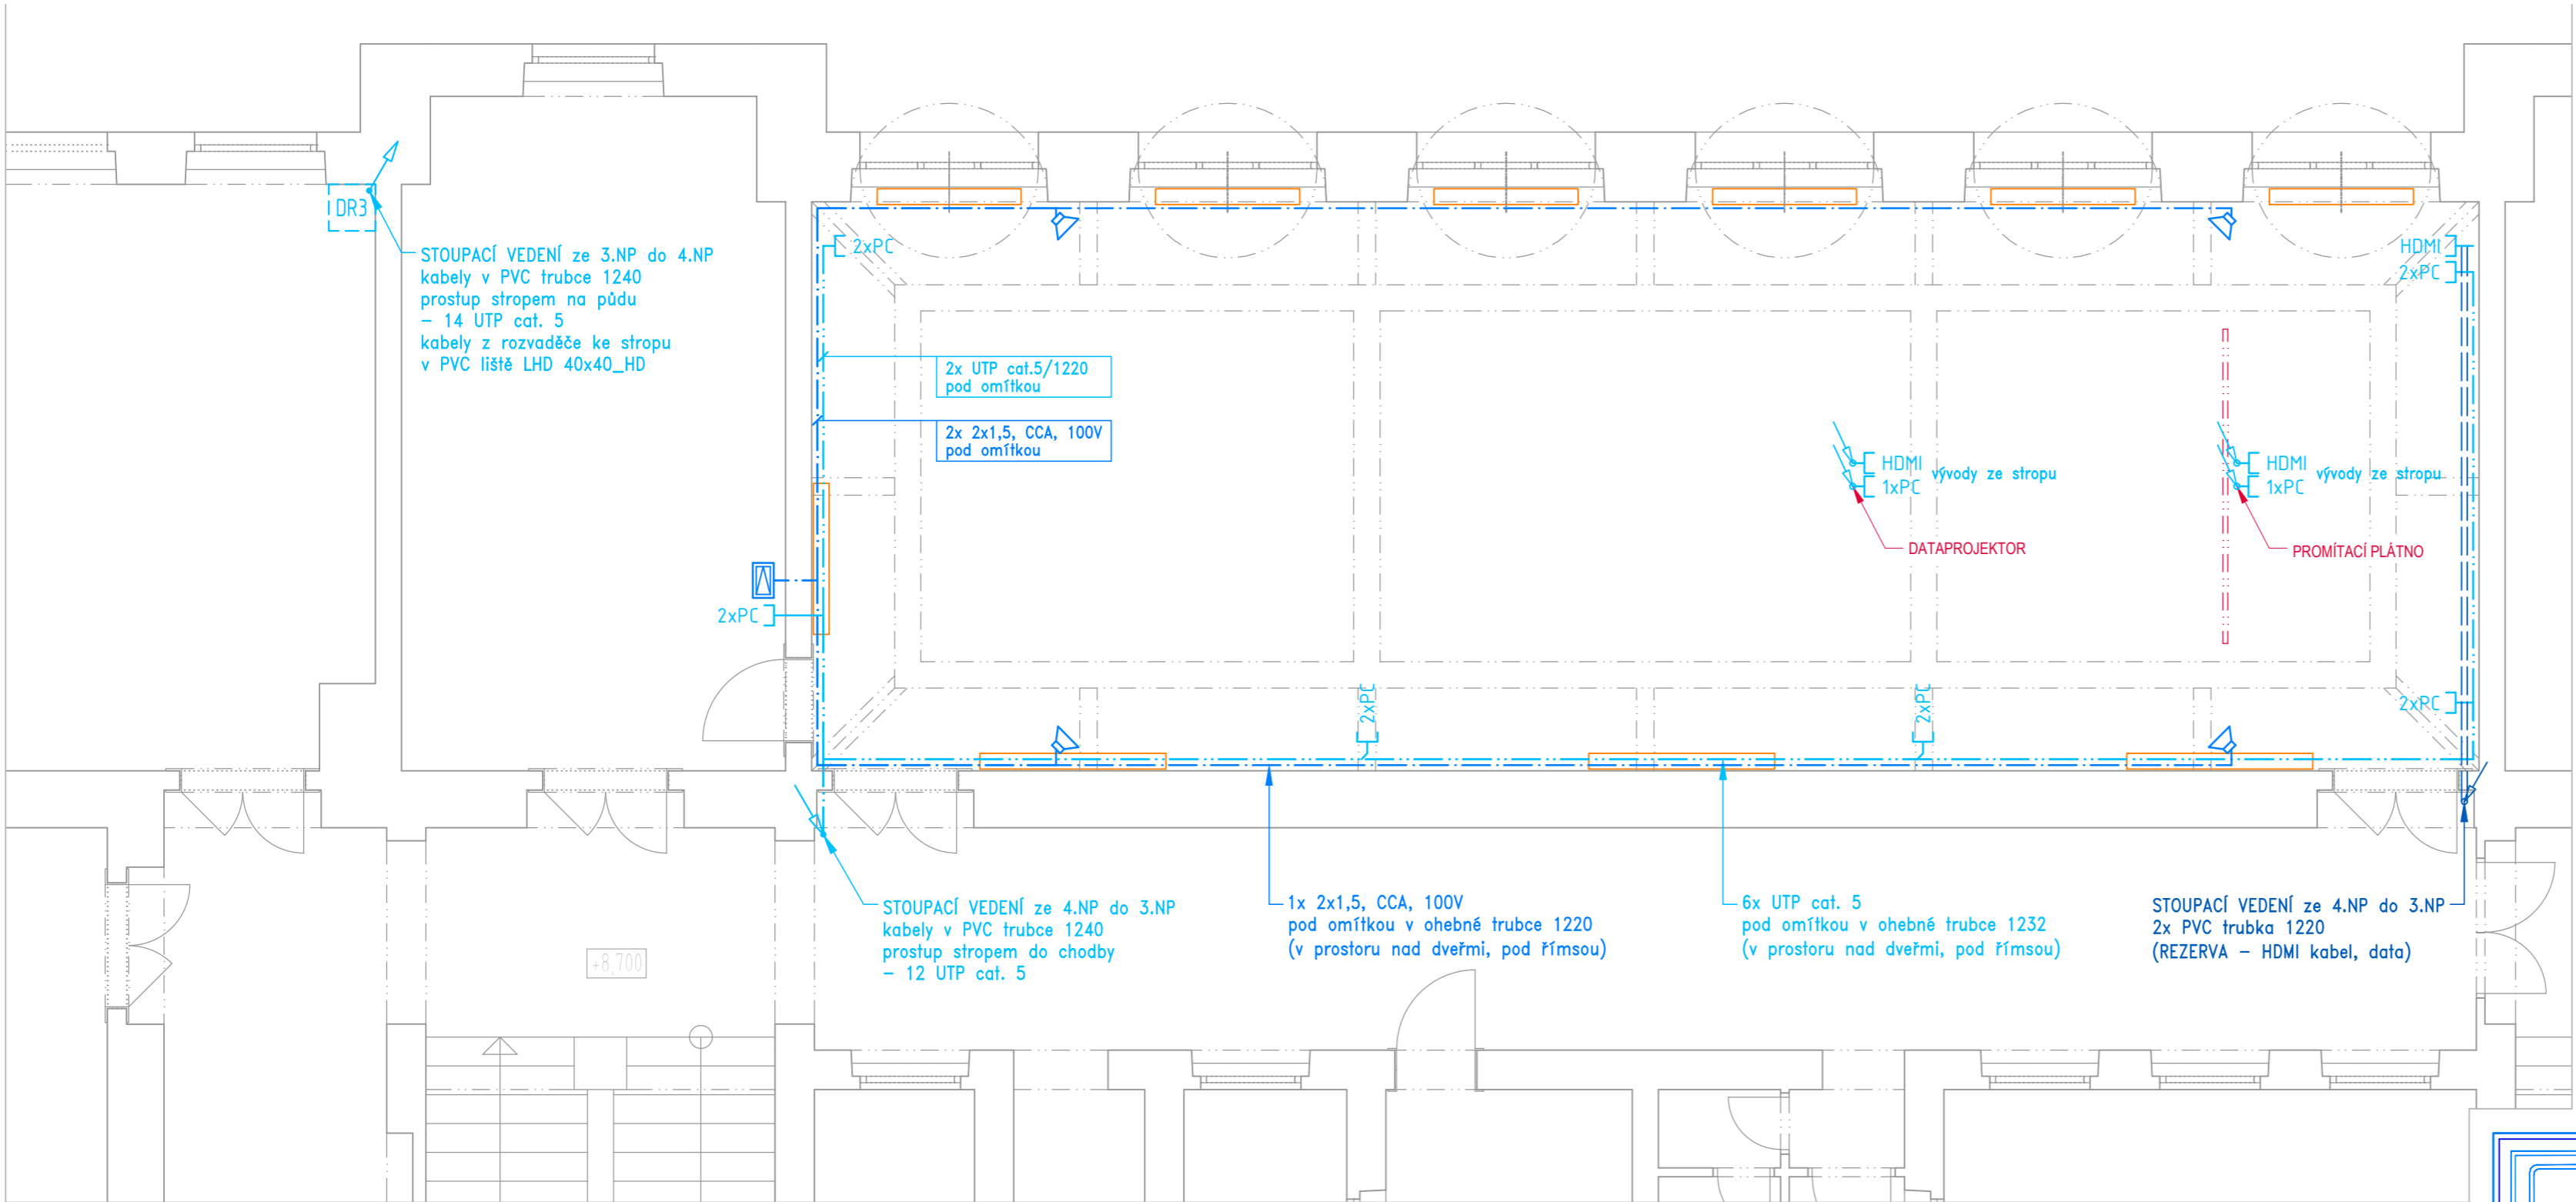 DR3
STOUPACÍ VEDENÍ ze 3.NP do 4.NP
kabely v PVC trubce 1240
prostup stropem na půdu
– 14 UTP cat. 5
kabely z rozvaděče ke stropu
v PVC liště LHD 40x40_HD
2xPC
HDMI
2xPC
2x UTP cat.5/1220
pod omítkou
2x 2x1,5, CCA, 100V
pod omítkou
HDMI
1xPC
vývody ze stropu
DATAPROJEKTOR
HDMI
1xPC
vývody ze stropu
PROMÍTACÍ PLÁTNO
2xPC
2xPC
2xPC
2xPC
STOUPACÍ VEDENÍ ze 4.NP do 3.NP
kabely v PVC trubce 1240
prostup stropem do chodby
– 12 UTP cat. 5
1x 2x1,5, CCA, 100V
pod omítkou v ohebné trubce 1220
(v prostoru nad dveřmi, pod římsou)
6x UTP cat. 5
pod omítkou v ohebné trubce 1232
(v prostoru nad dveřmi, pod římsou)
STOUPACÍ VEDENÍ ze 4.NP do 3.NP
2x PVC trubka 1220
(REZERVA – HDMI kabel, data)
+8,700